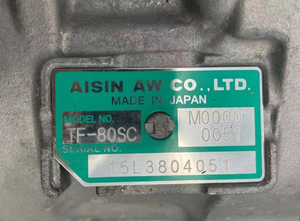 AISIN AW CO.,LTD.
MADE IN JAPAN
MODEL NO.
TF-80SC
M0000
0051
SERIAL NO.
15L3804051